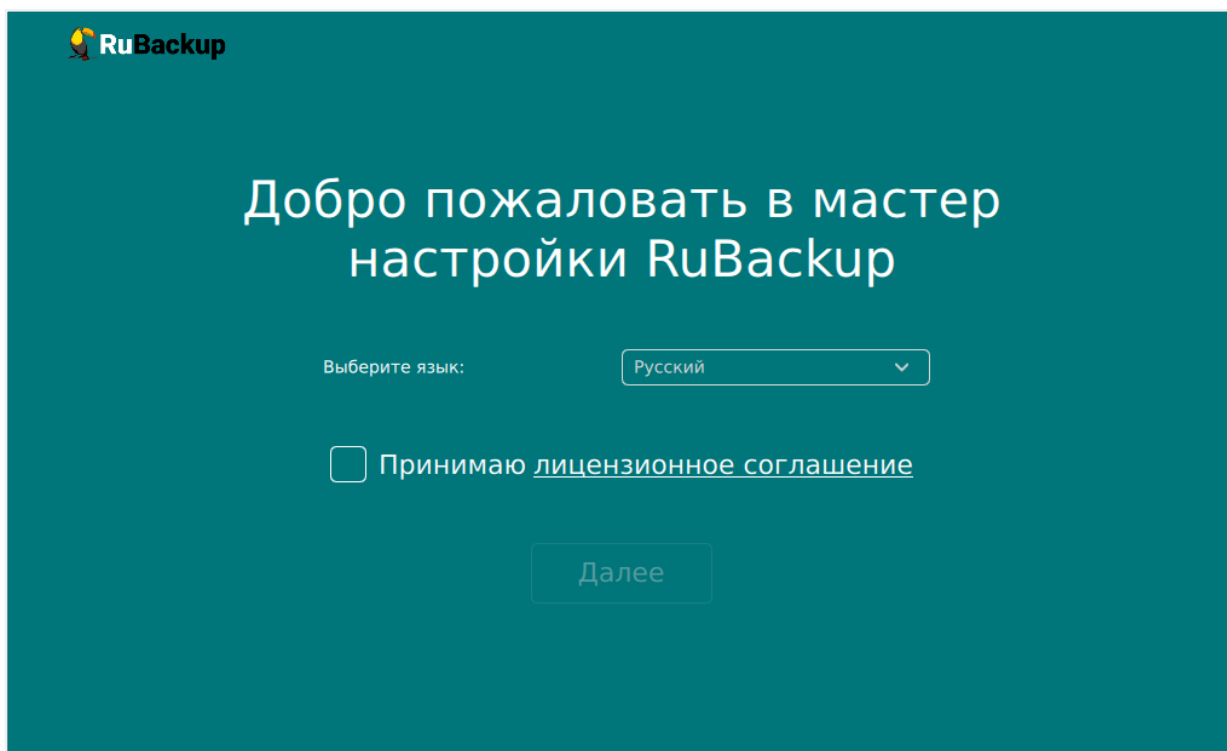 RuBackup
Добро пожаловать в мастер
настройки RuBackup
Выберите язык:
Русский
Принимаю лицензионное соглашение
Далее